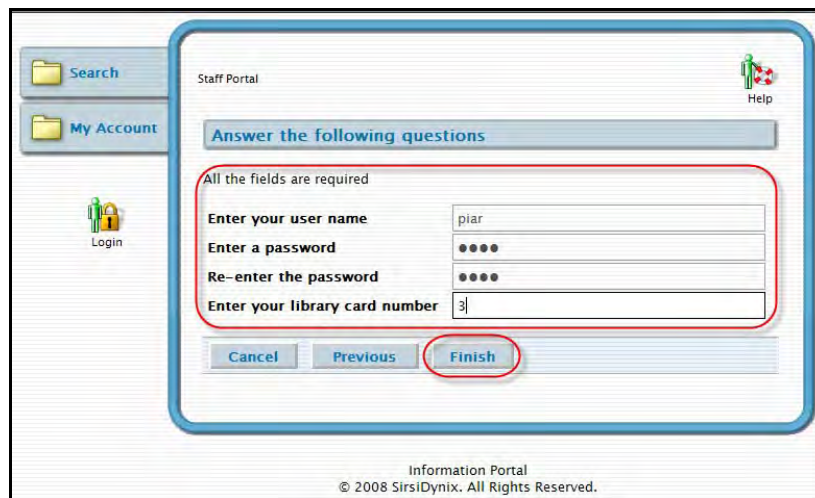 Search
My Account
Login
Staff Portal
Help
Answer the following questions
All the fields are required
Enter your user name piar
Enter a password ●●●●
Re-enter the password ●●●●
Enter your library card number 3
Cancel Previous Finish
Information Portal
© 2008 SirsiDynix. All Rights Reserved.